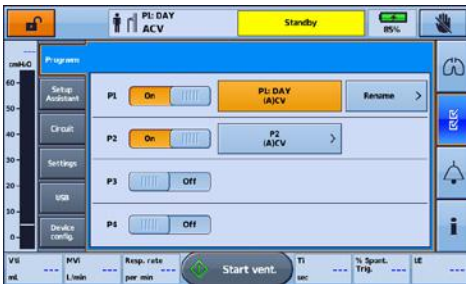 P1: DAY
ACV
Standby
85%
---
cmH2O
60-
50-
40-
30-
20-
10-
0-
Programs
Setup
Assistant
Circuit
Settings
USB
Device
config.
P1
On
P1: DAY
(A)CV
Rename >
P2
On
P2
(A)CV
>
P3
Off
P4
Off
i
Vti
mL
---
MVi
L/min
---
Resp. rate
per min
---
Start vent.
Ti
sec
---
% Spont.
Trig.
---
I:E
---